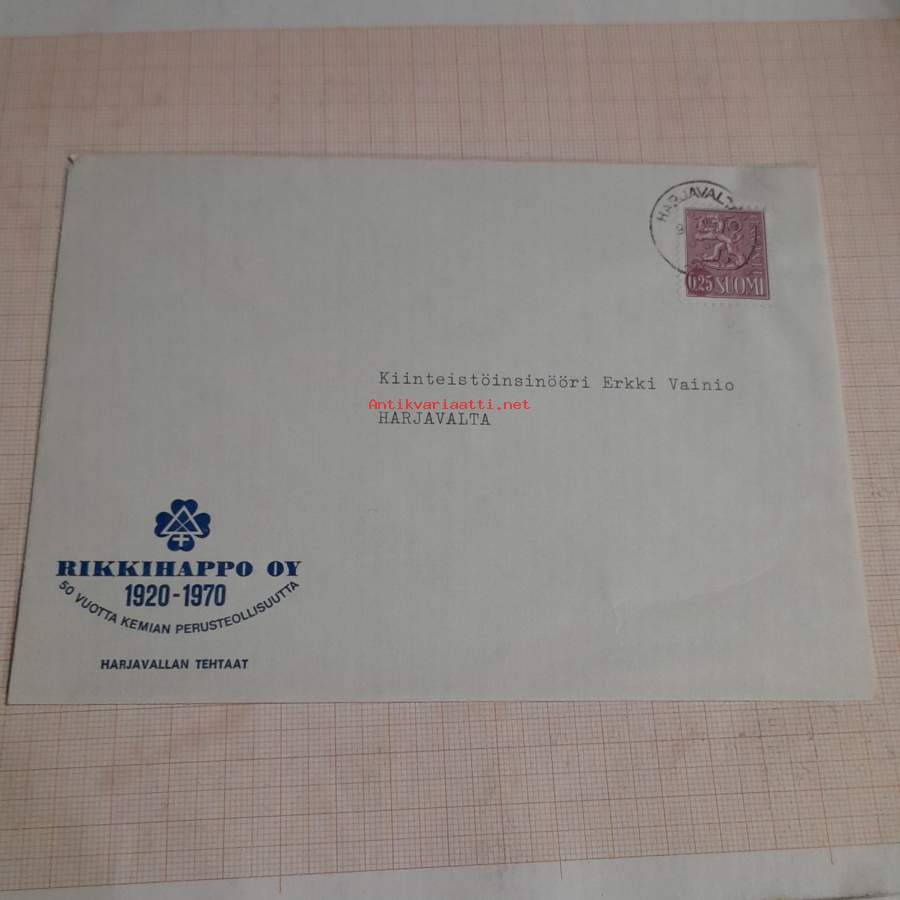 HARJAVALTA
0,25 SUOMI
Kiinteistöinsinööri Erkki Vainio
Antikvariaatti.net
HARJAVALTA
RIKKIHAPPO OY
1920-1970
50 VUOTTA KEMIAN PERUSTEOLLISUUTTA
HARJAVALLAN TEHTAAT